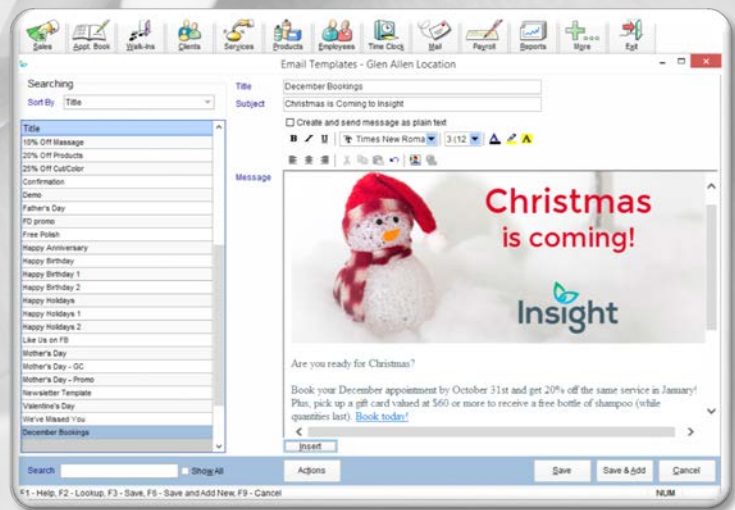 Sales Appt. Book Walk-Ins Clients Services Products Employees Time Clock Mail Payroll Reports More Exit
Email Templates - Glen Allen Location
Searching
Sort By Title
Title
10% Off Massage
20% Off Products
25% Off Cut/Color
Confirmation
Demo
Father's Day
FD promo
Free Polish
Happy Anniversary
Happy Birthday
Happy Birthday 1
Happy Birthday 2
Happy Holidays
Happy Holidays 1
Happy Holidays 2
Like Us on FB
Mother's Day
Mother's Day - GC
Mother's Day - Promo
Newsletter Template
Valentine's Day
We've Missed You
December Bookings
Title December Bookings
Subject Christmas is Coming to Insight
Create and send message as plain text
B I U Times New Roma 3 (12 A A
Message
Christmas
is coming!
Insight
Are you ready for Christmas?
Book your December appointment by October 31st and get 20% off the same service in January!
Plus, pick up a gift card valued at $60 or more to receive a free bottle of shampoo (while
quantities last). Book today!
Insert
Search Show All Actions Save Save & Add Cancel
F1 - Help, F2 - Lookup, F3 - Save, F6 - Save and Add New, F9 - Cancel NUM